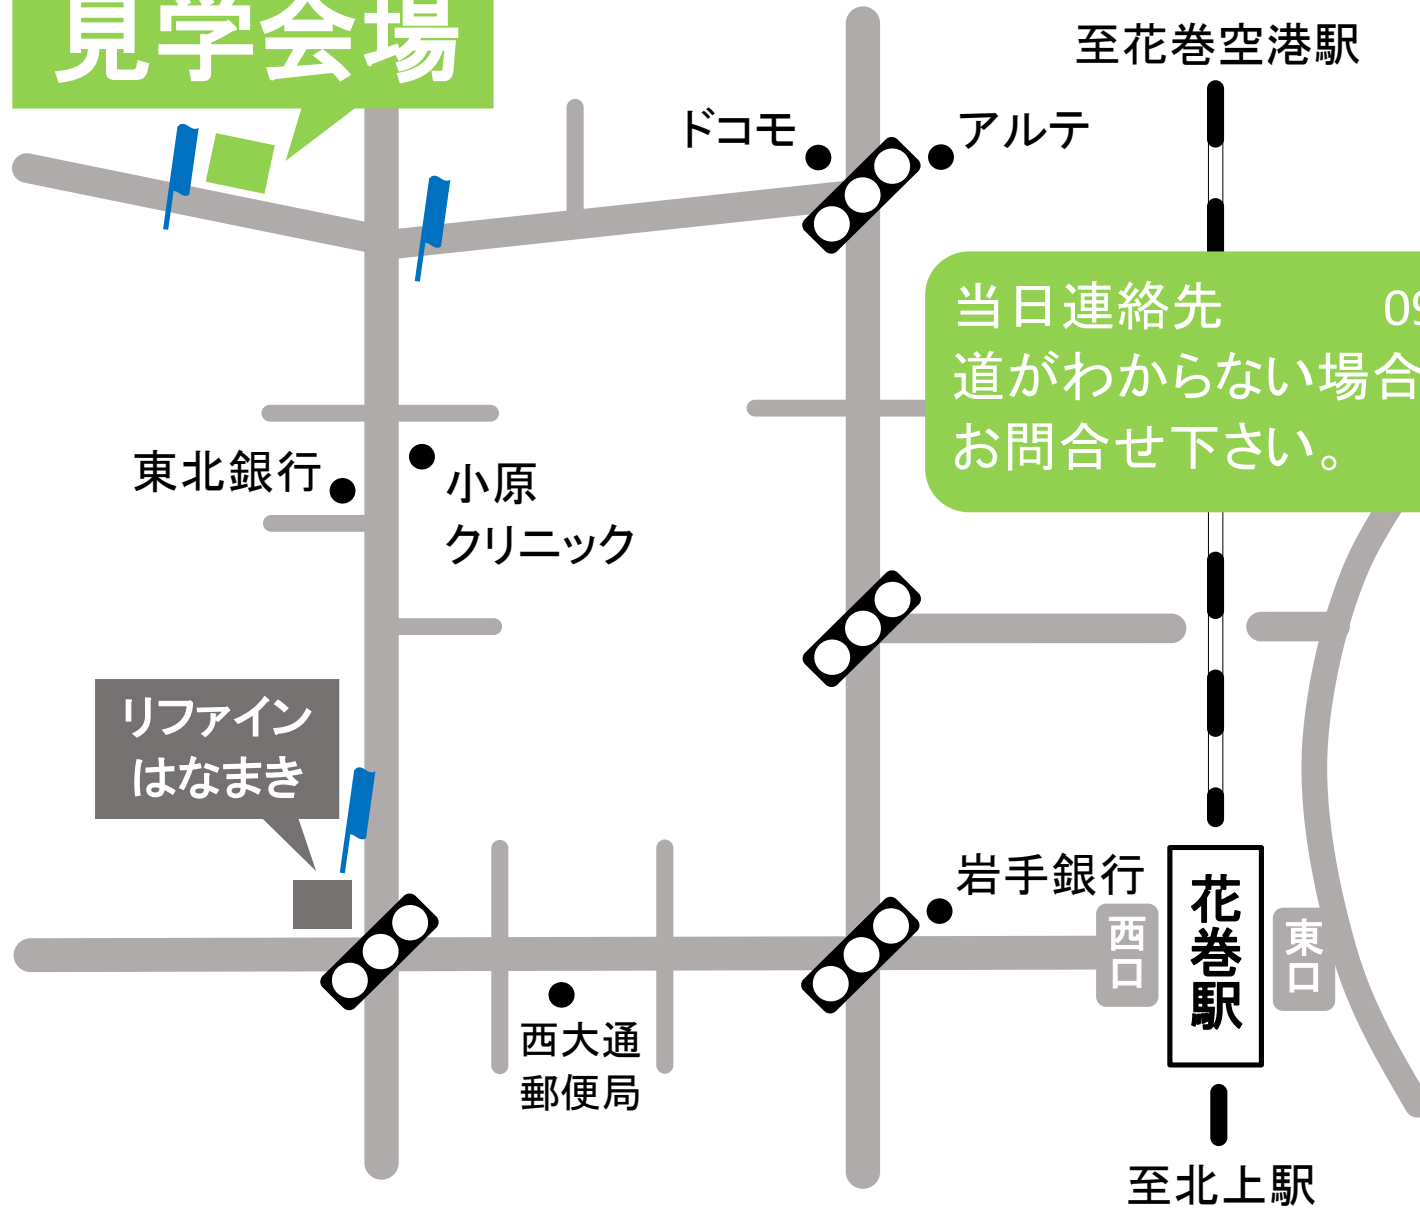 見学会場
至花巻空港駅
ドコモ
アルテ
当日連絡先 09
道がわからない場合
お問合せ下さい。
東北銀行
小原
クリニック
リファイン
はなまき
岩手銀行
西口
花巻駅
東口
西大通
郵便局
至北上駅